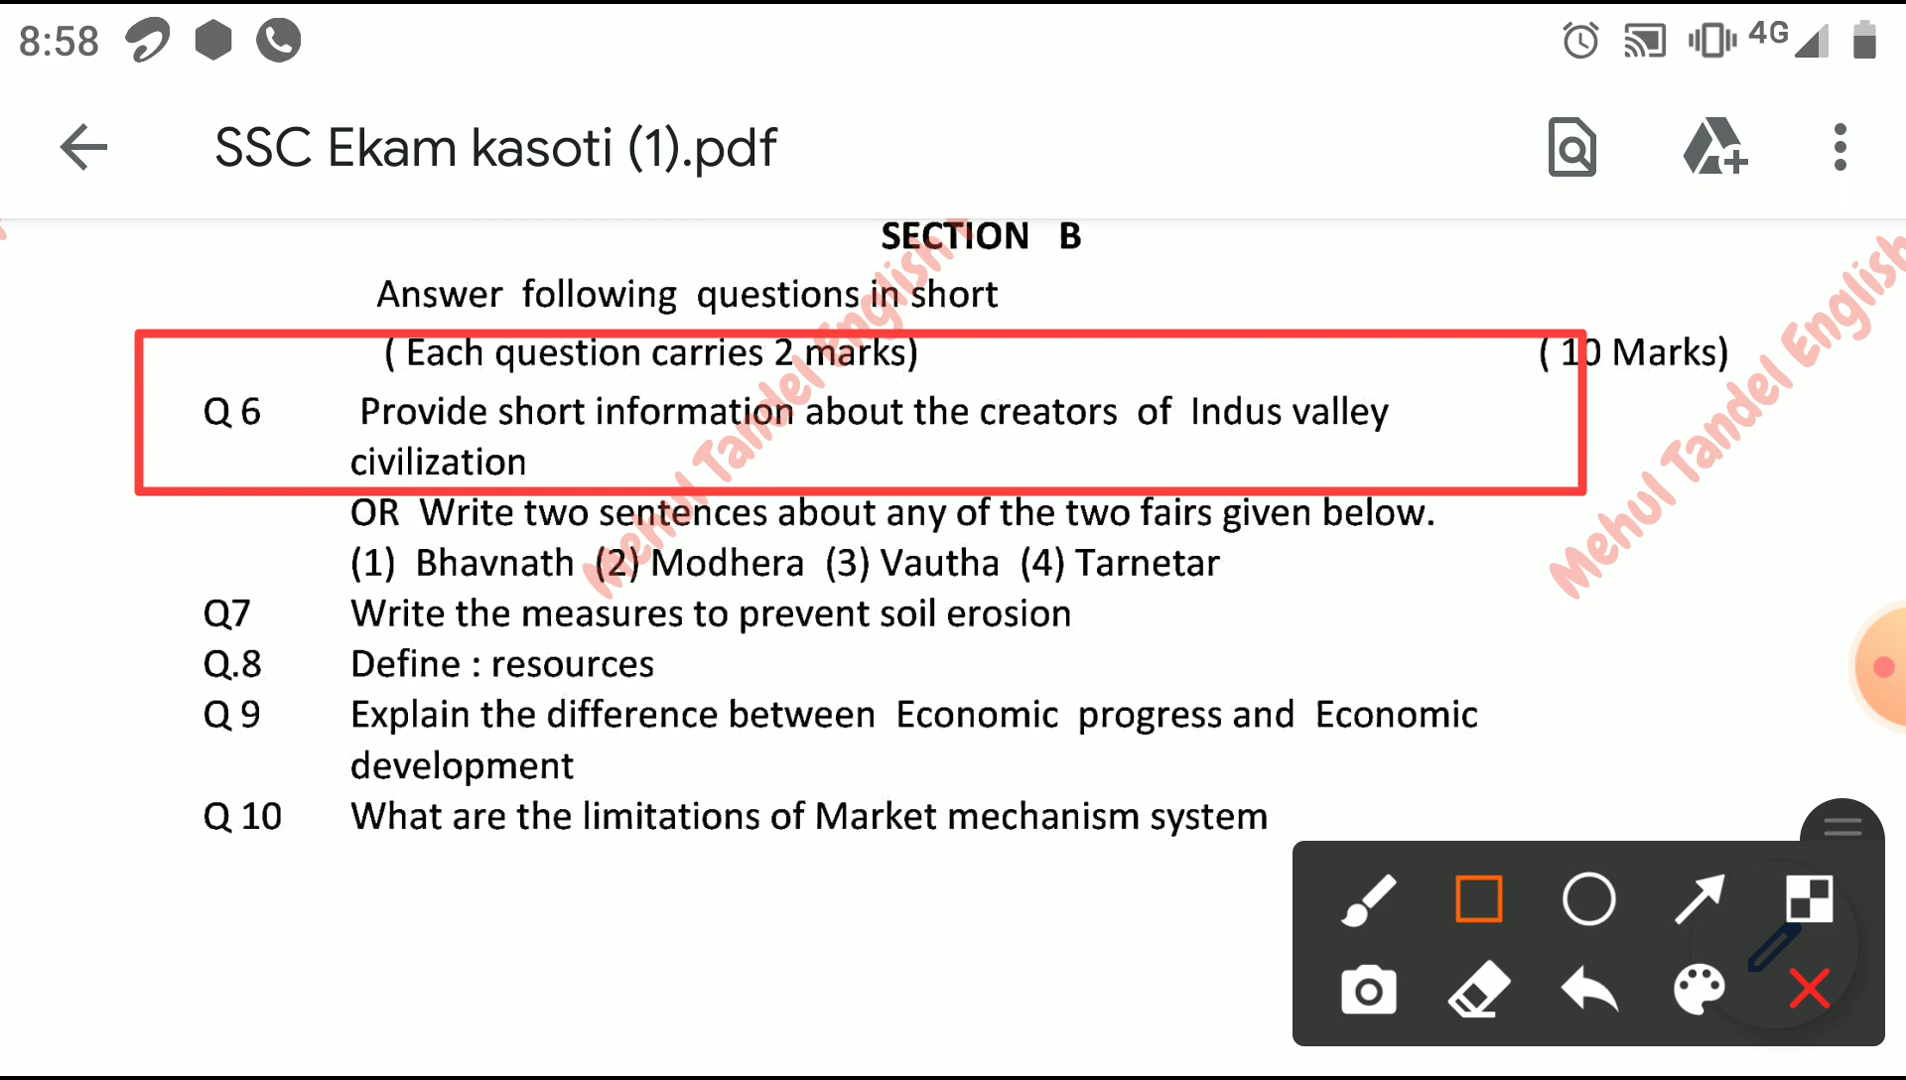 8:58
4G
SSC Ekam kasoti (1).pdf
SECTION B
Answer following questions in short
( Each question carries 2 marks) ( 10 Marks)
Q 6 Provide short information about the creators of Indus valley
civilization
OR Write two sentences about any of the two fairs given below.
(1) Bhavnath (2) Modhera (3) Vautha (4) Tarnetar
Q7 Write the measures to prevent soil erosion
Q.8 Define : resources
Q 9 Explain the difference between Economic progress and Economic
development
Q 10 What are the limitations of Market mechanism system
Mehul Tandel English
Mehul Tandel English